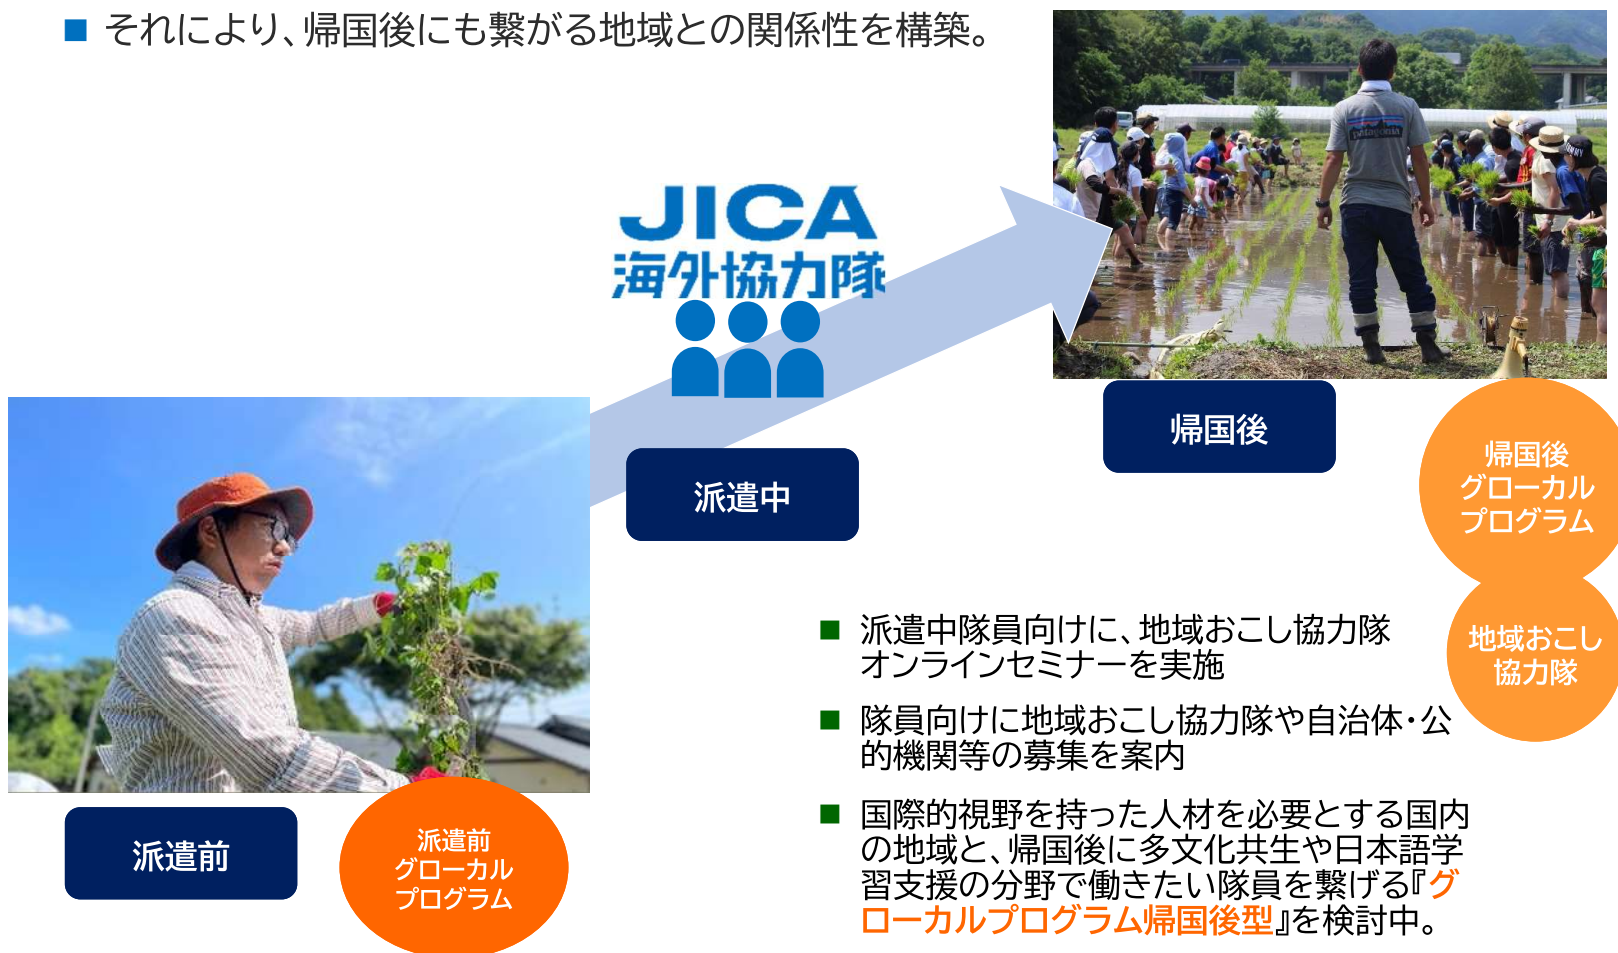 それにより、帰国後にも繋がる地域との関係性を構築。
patagonia
JICA
海外協力隊
帰国後
派遣中
帰国後
グローカル
プログラム
地域おこし
協力隊
派遣前
派遣前
グローカル
プログラム
派遣中隊員向けに、地域おこし協力隊
オンラインセミナーを実施
隊員向けに地域おこし協力隊や自治体・公
的機関等の募集を案内
国際的視野を持った人材を必要とする国内
の地域と、帰国後に多文化共生や日本語学
習支援の分野で働きたい隊員を繋げる『グ
ローカルプログラム帰国後型』を検討中。